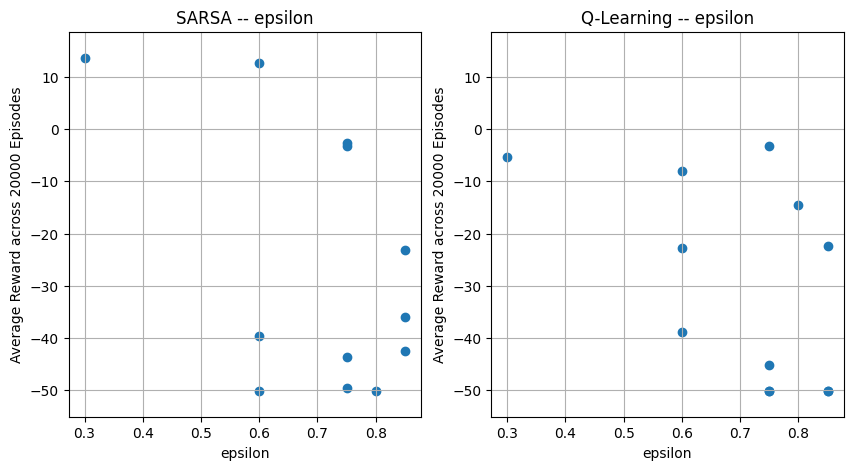 SARSA -- epsilon
Average Reward across 20000 Episodes
10
0
−10
−20
−30
−40
−50
0.3 0.4 0.5 0.6 0.7 0.8
epsilon
Q-Learning -- epsilon
Average Reward across 20000 Episodes
10
0
−10
−20
−30
−40
−50
0.3 0.4 0.5 0.6 0.7 0.8
epsilon